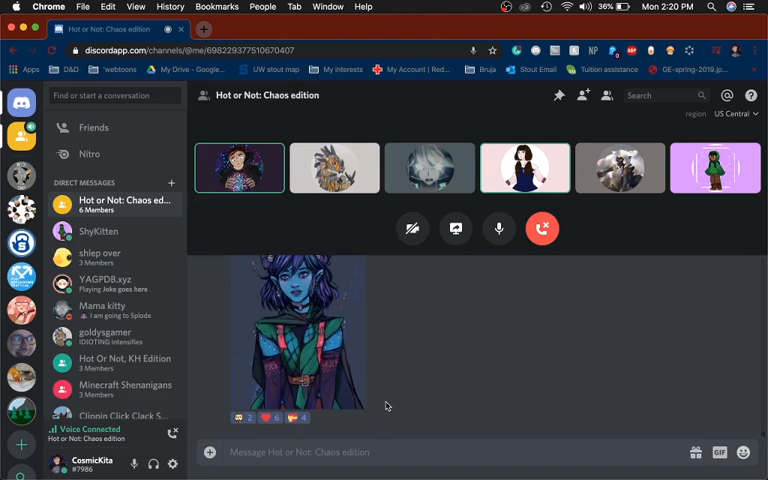 Chrome File Edit View History Bookmarks People Tab Window Help 36% Mon 2:20 PM
Hot or Not: Chaos edition
discordapp.com/channels/@me/698229377510670407
Apps D&D *webtoons My Drive - Google... UW stout map My interests My Account | Red... Bruja Stout Email Tuition assistance GE-spring-2019.jp...
Find or start a conversation
Hot or Not: Chaos edition
Search
region US Central
Friends
Nitro
DIRECT MESSAGES
Hot or Not: Chaos ed...
6 Members
ShyKitten
shlep over
3 Members
YAGPDB.xyz
Playing Joke goes here
Mama kitty
I am going to Splode
goldysgamer
IDIOTING intensifies
Hot Or Not, KH Edition
3 Members
Minecraft Shenanigans
3 Members
Clippin Click Clack S...
Voice Connected
Hot or Not: Chaos edition
CosmicKita
#7986
2 6 4
Message Hot or Not: Chaos edition
GIF